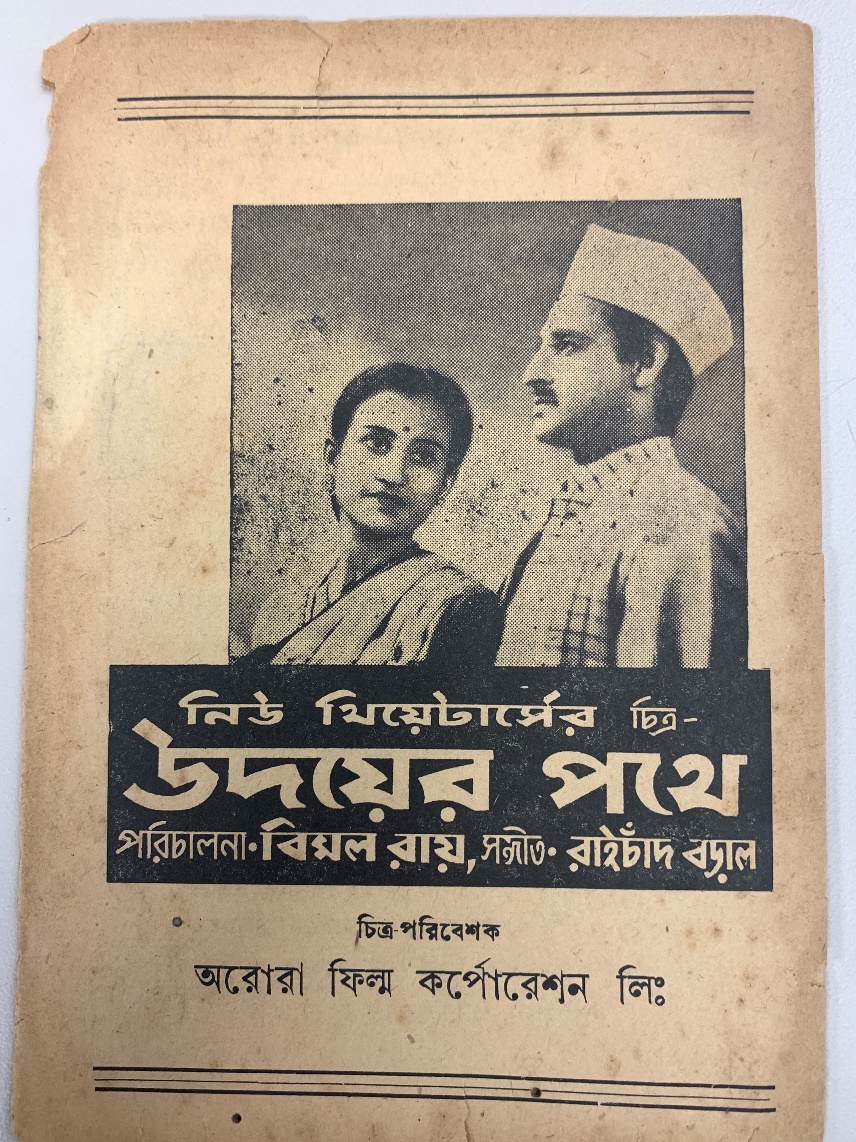 নিউ থিয়েটার্সের চিত্র-
উদয়ের পথে
পরিচালনা·বিমল রায়, সঙ্গীত· রাইচাঁদ বড়াল
চিত্র-পরিবেশক
অরোরা ফিল্ম কর্পোরেশন লিঃ